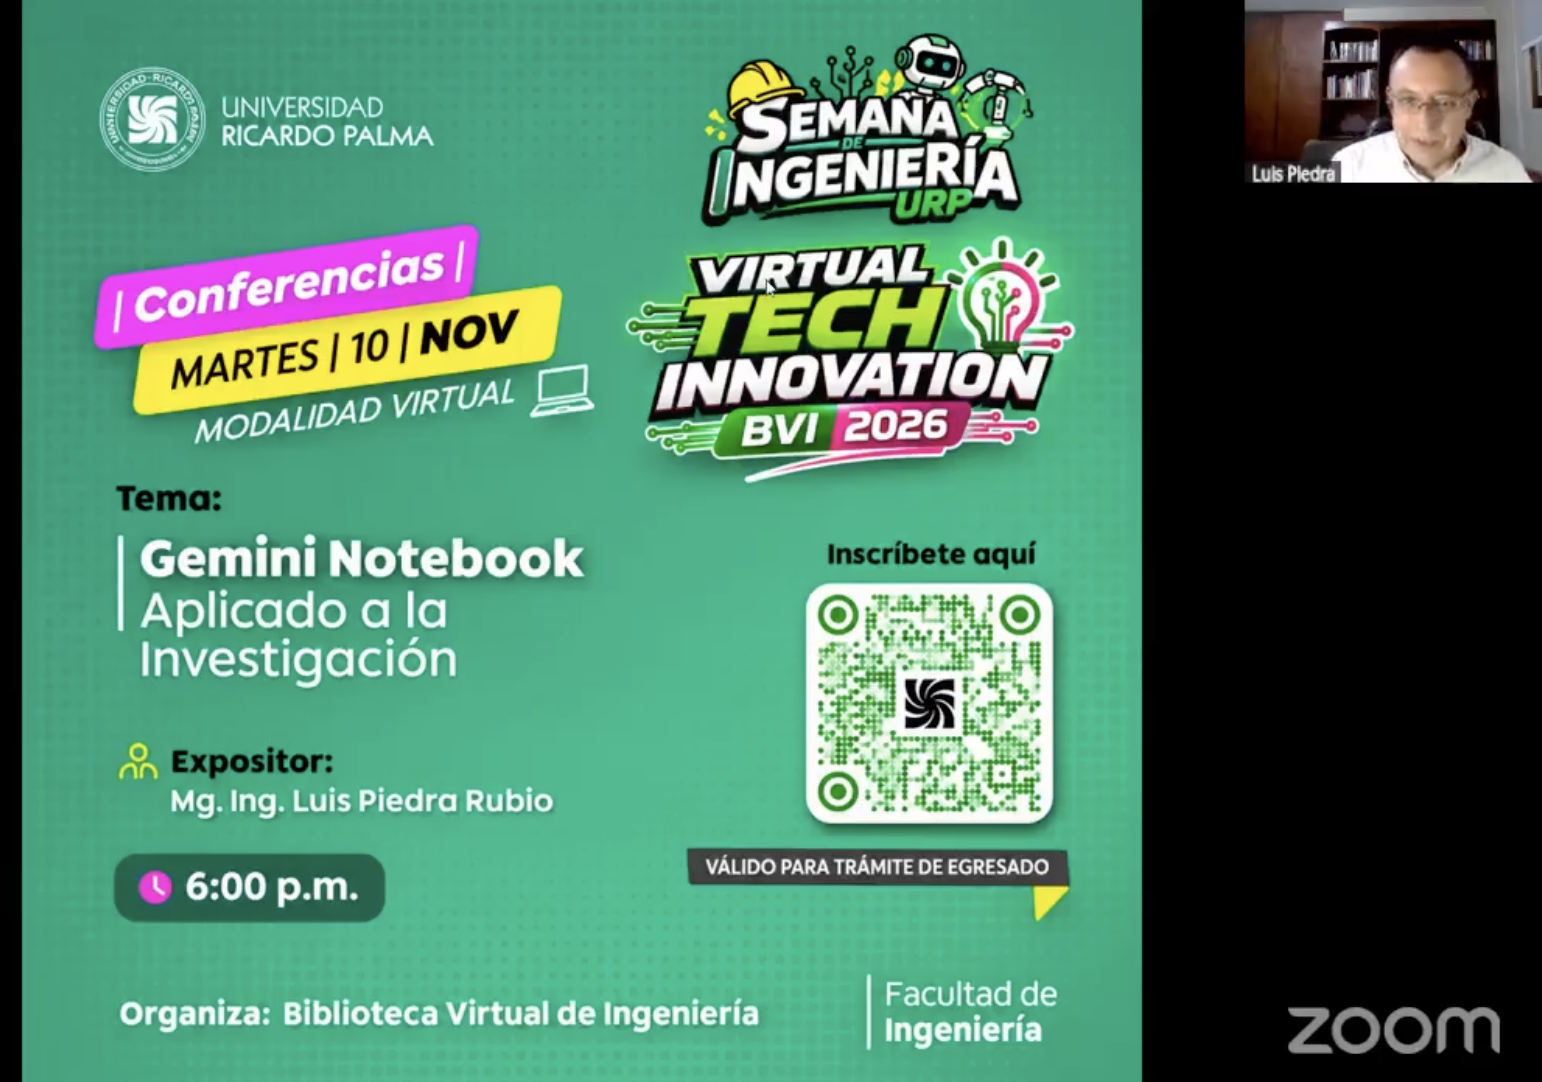 UNIVERSIDAD
RICARDO PALMA
SEMANA
DE
INGENIERÍA
URP
| Conferencias |
MARTES | 10 | NOV
MODALIDAD VIRTUAL
VIRTUAL
TECH
INNOVATION
BVI 2026
Tema:
Gemini Notebook
Aplicado a la
Investigación
Inscríbete aquí
Expositor:
Mg. Ing. Luis Piedra Rubio
6:00 p.m.
VÁLIDO PARA TRÁMITE DE EGRESADO
Organiza: Biblioteca Virtual de Ingeniería
Facultad de
Ingeniería
Luis Piedra
zoom